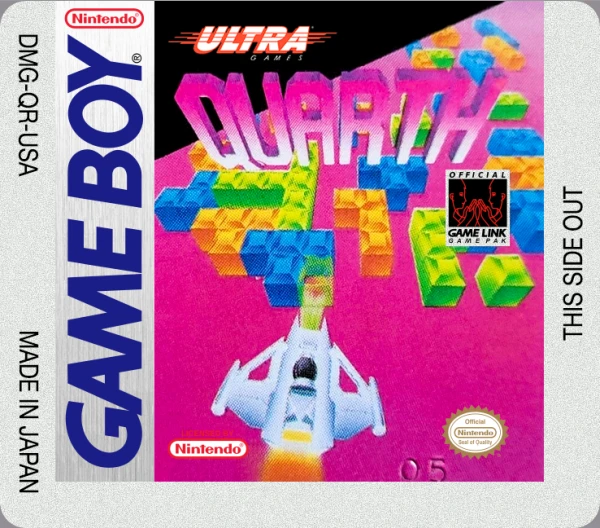 Nintendo
DMG-QR-USA
MADE IN JAPAN
GAME BOY®
ULTRA
GAMES
QUARTH
OFFICIAL
GAME LINK
GAME PAK
THIS SIDE OUT
Nintendo
Official
Nintendo
Seal of Quality
05